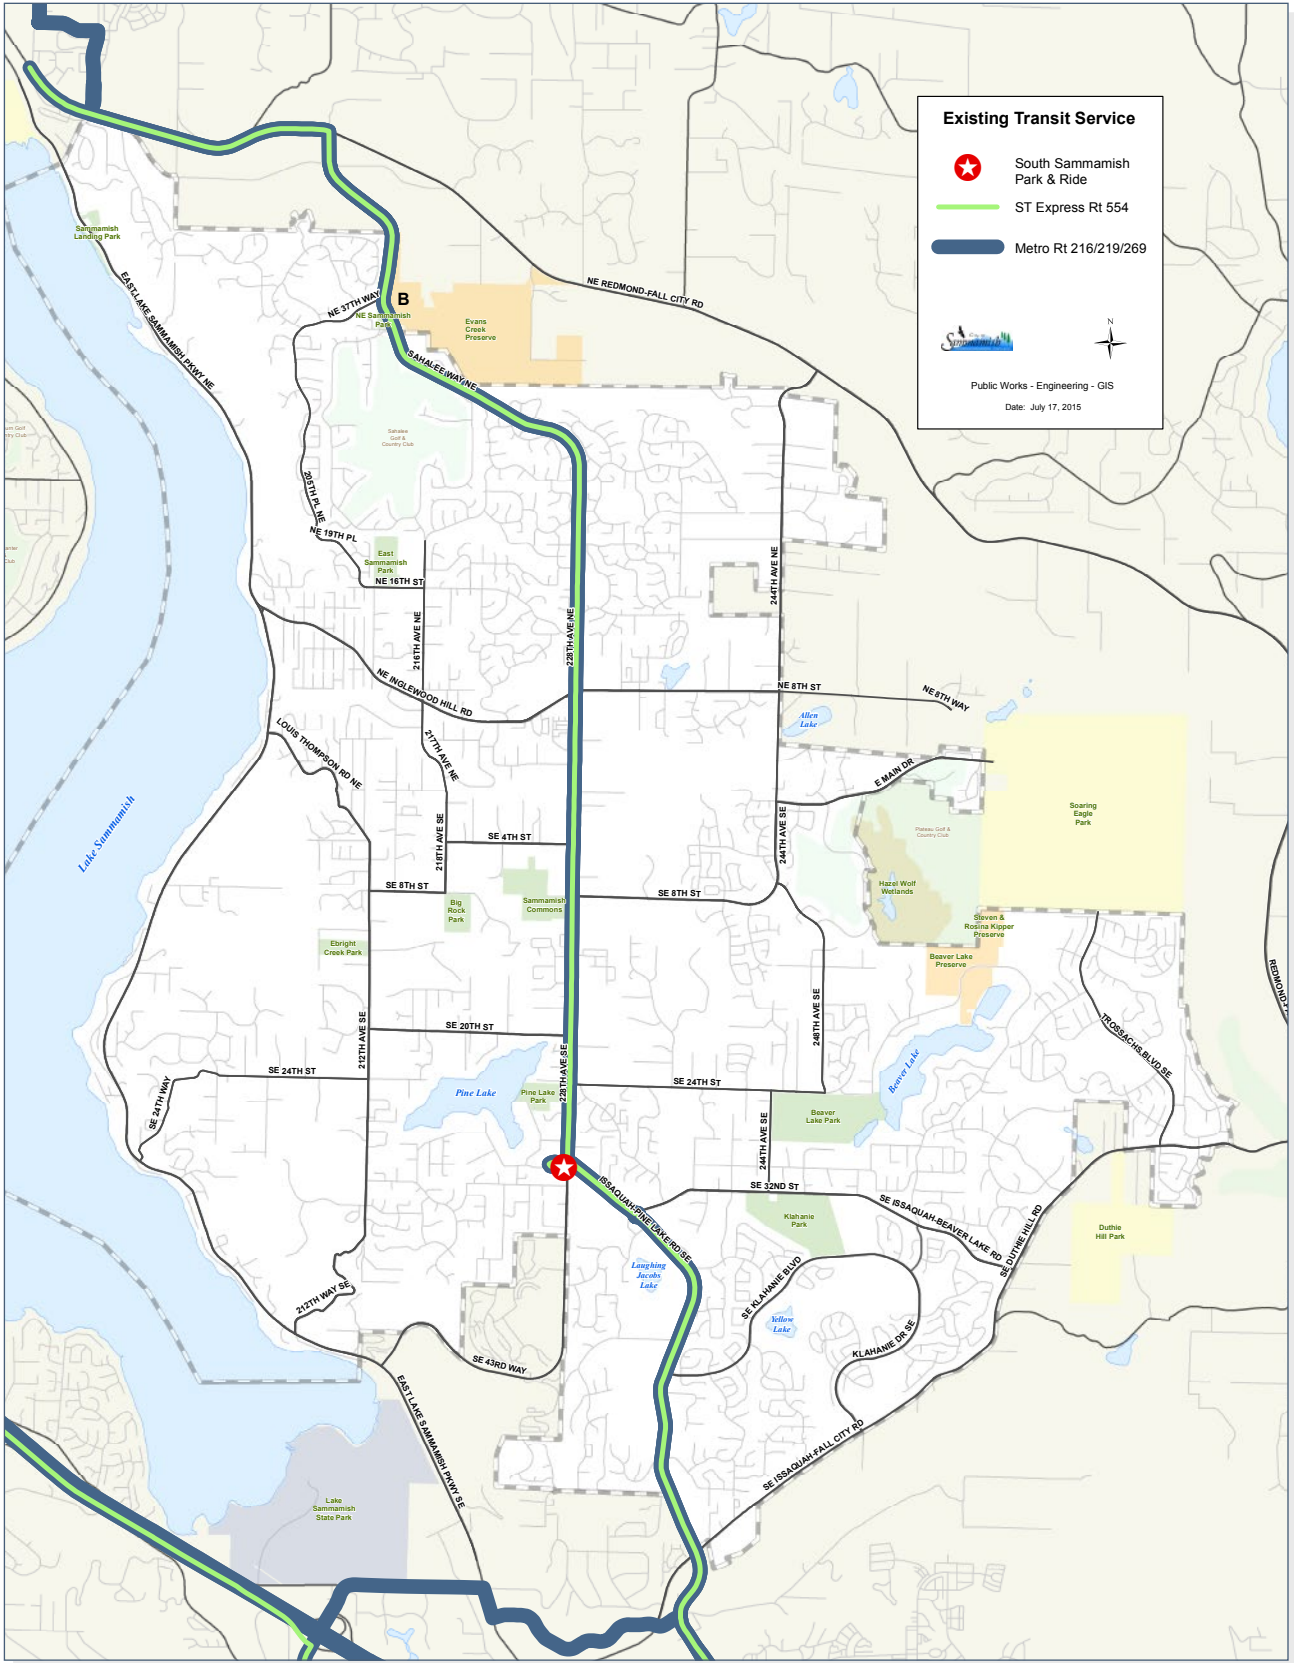 Existing Transit Service
South Sammamish
Park & Ride
ST Express Rt 554
Metro Rt 216/219/269
Sammamish
N
Public Works - Engineering - GIS
Date: July 17, 2015
Sammamish
Landing Park
EAST LAKE SAMMAMISH PKWY NE
NE REDMOND-FALL CITY RD
B
NE 37TH WAY
NE Sammamish
Park
Evans
Creek
Preserve
SAHALEE WAY NE
Sahalee
Golf &
Country Club
205TH PL NE
NE 19TH PL
East
Sammamish
Park
NE 16TH ST
244TH AVE NE
216TH AVE NE
228TH AVE NE
NE INGLEWOOD HILL RD
NE 8TH ST
NE 8TH WAY
Allen
Lake
LOUIS THOMPSON RD NE
217TH AVE NE
E MAIN DR
Lake Sammamish
Soaring
Eagle
Park
218TH AVE SE
SE 4TH ST
244TH AVE SE
Plateau Golf &
Country Club
SE 8TH ST
SE 8TH ST
Hazel Wolf
Wetlands
Big
Rock
Park
Sammamish
Commons
Steven &
Rosina Kipper
Preserve
Ebright
Creek Park
Beaver Lake
Preserve
REDMOND-F
212TH AVE SE
SE 20TH ST
248TH AVE SE
TROSSACHS BLVD SE
228TH AVE SE
SE 24TH ST
SE 24TH ST
Beaver Lake
SE 24TH WAY
Pine Lake
Pine Lake
Park
Beaver
Lake Park
244TH AVE SE
ISSAQUAH-PINE LAKE RD SE
SE 32ND ST
SE ISSAQUAH-BEAVER LAKE RD
Klahanie
Park
SE DUTHIE HILL RD
Duthie
Hill Park
Laughing
Jacobs
Lake
SE KLAHANIE BLVD
212TH WAY SE
Yellow
Lake
KLAHANIE DR SE
SE 43RD WAY
EAST LAKE SAMMAMISH PKWY SE
SE ISSAQUAH-FALL CITY RD
Lake
Sammamish
State Park